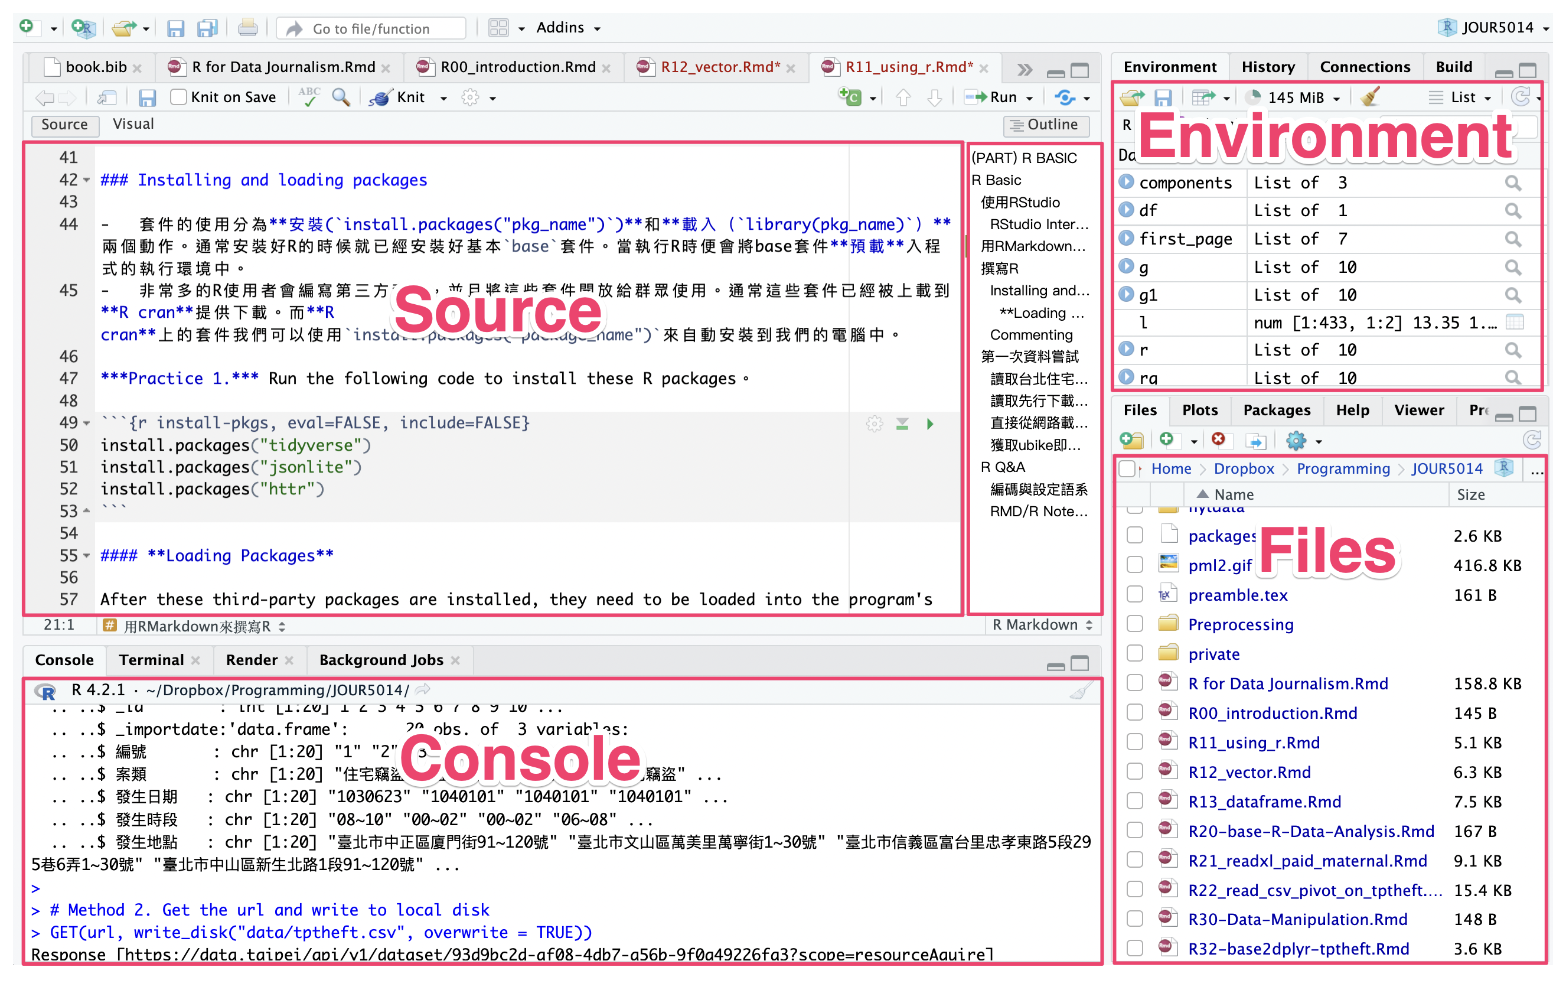 Go to file/function
Addins
JOUR5014
book.bib
R for Data Journalism.Rmd
R00_introduction.Rmd
R12_vector.Rmd*
R11_using_r.Rmd*
Knit on Save
ABC
Knit
Run
Source
Visual
Outline
41
42 ### Installing and loading packages
43
44 -   套件的使用分為**安裝(`install.packages("pkg_name")`)**和**載入 (`library(pkg_name)`) **
兩個動作。通常安裝好R的時候就已經安裝好基本`base`套件。當執行R時便會將base套件**預載**入程
式的執行環境中。
45 -   非常多的R使用者會編寫第三方,並且將這些套件開放給群眾使用。通常這些套件已經被上載到
**R cran**提供下載。而**R
cran**上的套件我們可以使用`install.packages("package_name")`來自動安裝到我們的電腦中。
46
47 ***Practice 1.*** Run the following code to install these R packages。
48
49 ```{r install-pkgs, eval=FALSE, include=FALSE}
50 install.packages("tidyverse")
51 install.packages("jsonlite")
52 install.packages("httr")
53 ```
54
55 #### **Loading Packages**
56
57 After these third-party packages are installed, they need to be loaded into the program's
Source
21:1
# 用RMarkdown來撰寫R
R Markdown
(PART) R BASIC
R Basic
使用RStudio
RStudio Inter...
用RMarkdown...
撰寫R
Installing and...
**Loading ...
Commenting
第一次資料嘗試
讀取台北住宅...
讀取先行下載...
直接從網路載...
獲取ubike即...
R Q&A
編碼與設定語系
RMD/R Note...
Console
Terminal
Render
Background Jobs
R 4.2.1 · ~/Dropbox/Programming/JOUR5014/
.. ..$ _id : int [1:20] 1 2 3 4 5 6 7 8 9 10 ...
.. ..$ _importdate:'data.frame': 20 obs. of 3 variables:
.. ..$ 編號 : chr [1:20] "1" "2" "3
.. ..$ 案類 : chr [1:20] "住宅竊盜 竊盜" ...
.. ..$ 發生日期 : chr [1:20] "1030623" "1040101" "1040101" "1040101" ...
.. ..$ 發生時段 : chr [1:20] "08~10" "00~02" "00~02" "06~08" ...
.. ..$ 發生地點 : chr [1:20] "臺北市中正區廈門街91~120號" "臺北市文山區萬美里萬寧街1~30號" "臺北市信義區富台里忠孝東路5段29
5巷6弄1~30號" "臺北市中山區新生北路1段91~120號" ...
>
> # Method 2. Get the url and write to local disk
> GET(url, write_disk("data/tptheft.csv", overwrite = TRUE))
Response [https://data.taipei/api/v1/dataset/93d9bc2d-af08-4db7-a56b-9f0a49226fa3?scope=resourceAquire]
Console
Environment
History
Connections
Build
145 MiB
List
R
Environment
Da
components List of 3
df List of 1
first_page List of 7
g List of 10
g1 List of 10
l num [1:433, 1:2] 13.35 1....
r List of 10
rg List of 10
Files
Plots
Packages
Help
Viewer
Pr
Home
Dropbox
Programming
JOUR5014
...
Name
Size
nytdata
packages 2.6 KB
Files
pml2.gif 416.8 KB
preamble.tex 161 B
Preprocessing
private
R for Data Journalism.Rmd 158.8 KB
R00_introduction.Rmd 145 B
R11_using_r.Rmd 5.1 KB
R12_vector.Rmd 6.3 KB
R13_dataframe.Rmd 7.5 KB
R20-base-R-Data-Analysis.Rmd 167 B
R21_readxl_paid_maternal.Rmd 9.1 KB
R22_read_csv_pivot_on_tptheft.... 15.4 KB
R30-Data-Manipulation.Rmd 148 B
R32-base2dplyr-tptheft.Rmd 3.6 KB